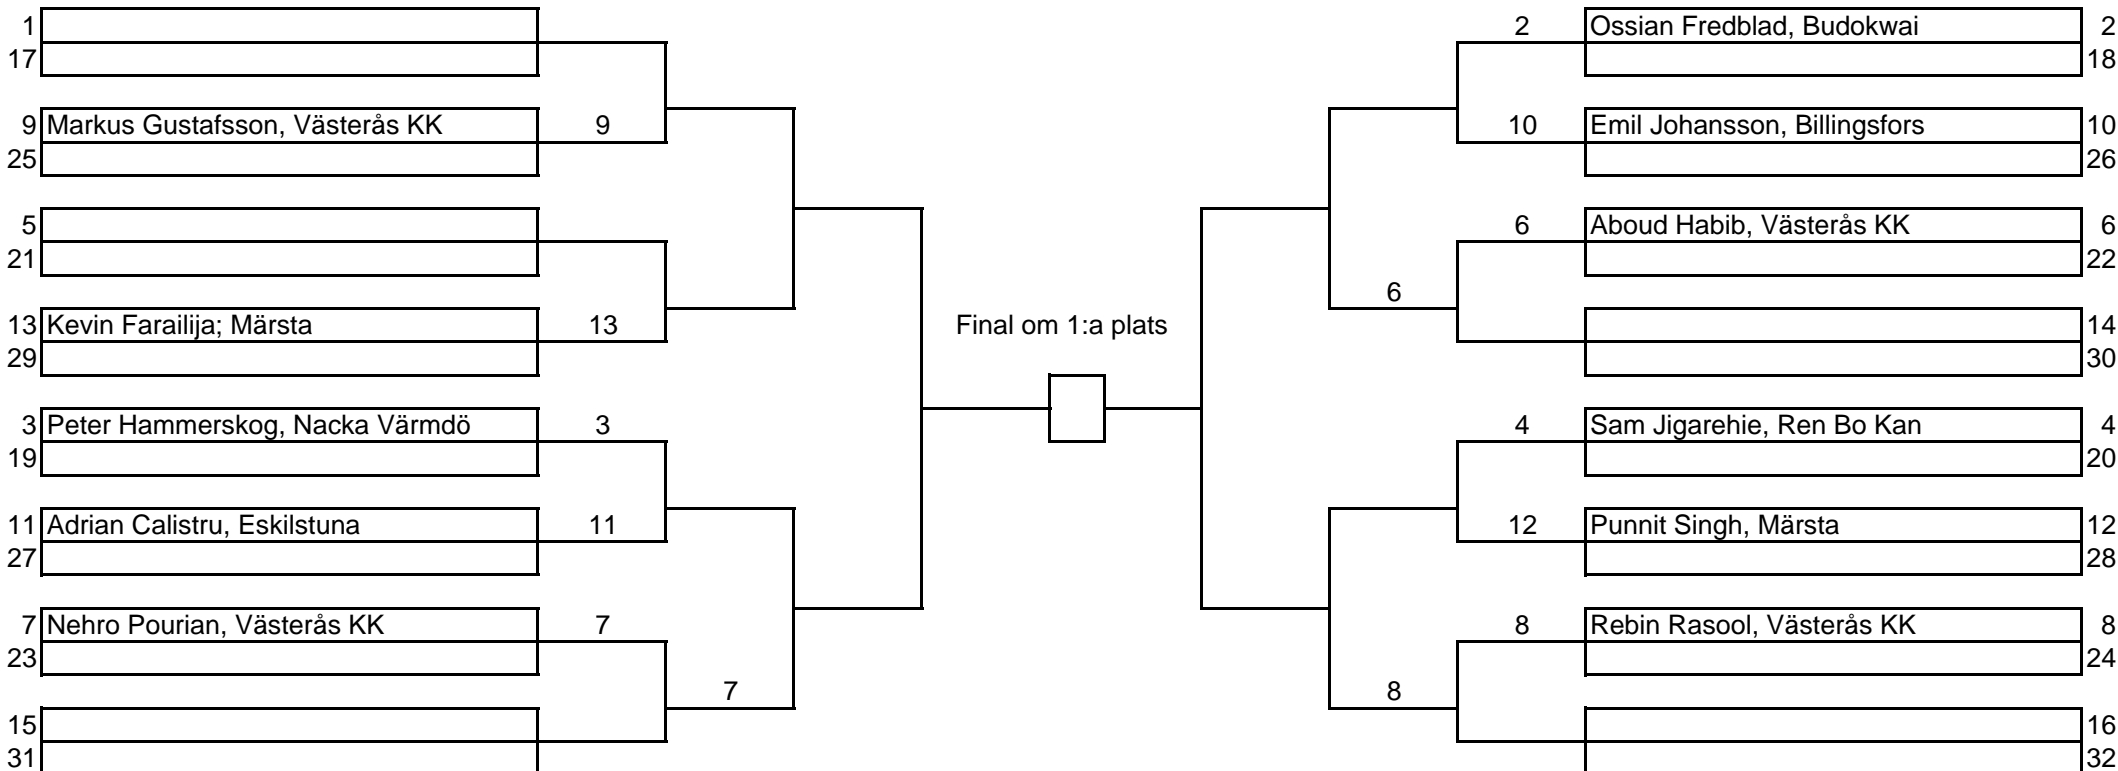 1
17
9 Markus Gustafsson, Västerås KK 9
25
5
21
13 Kevin Farailija; Märsta 13
29
3 Peter Hammerskog, Nacka Värmdö 3
19
11 Adrian Calistru, Eskilstuna 11
27
7 Nehro Pourian, Västerås KK 7
23
7
15
31
Final om 1:a plats
2 Ossian Fredblad, Budokwai 2
18
10 Emil Johansson, Billingsfors 10
26
6 Aboud Habib, Västerås KK 6
22
6
14
30
4 Sam Jigarehie, Ren Bo Kan 4
20
12 Punnit Singh, Märsta 12
28
8 Rebin Rasool, Västerås KK 8
24
8
16
32